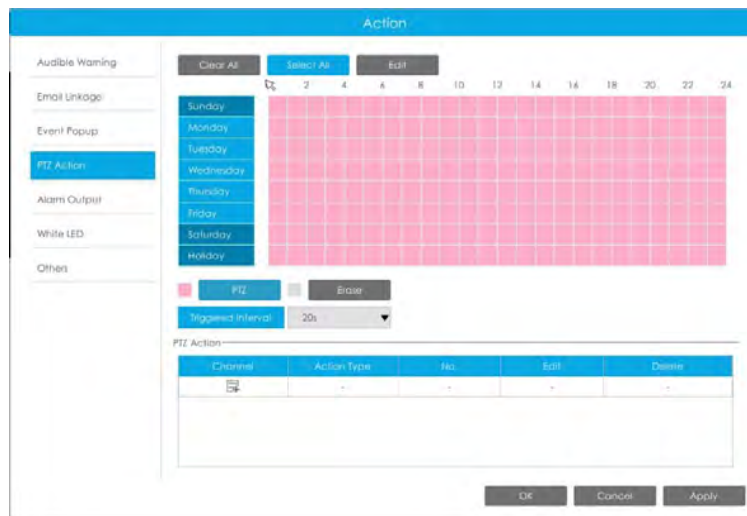 Action
Audible Warning
Email Linkage
Event Popup
PTZ Action
Alarm Output
White LED
Others
Clear All Select All Edit
2 4 6 8 10 12 14 16 18 20 22 24
Sunday
Monday
Tuesday
Wednesday
Thursday
Friday
Saturday
Holiday
PTZ Erase
Triggered Interval 20s
PTZ Action
Channel Action Type No. Edit Delete
- - - -
OK Cancel Apply